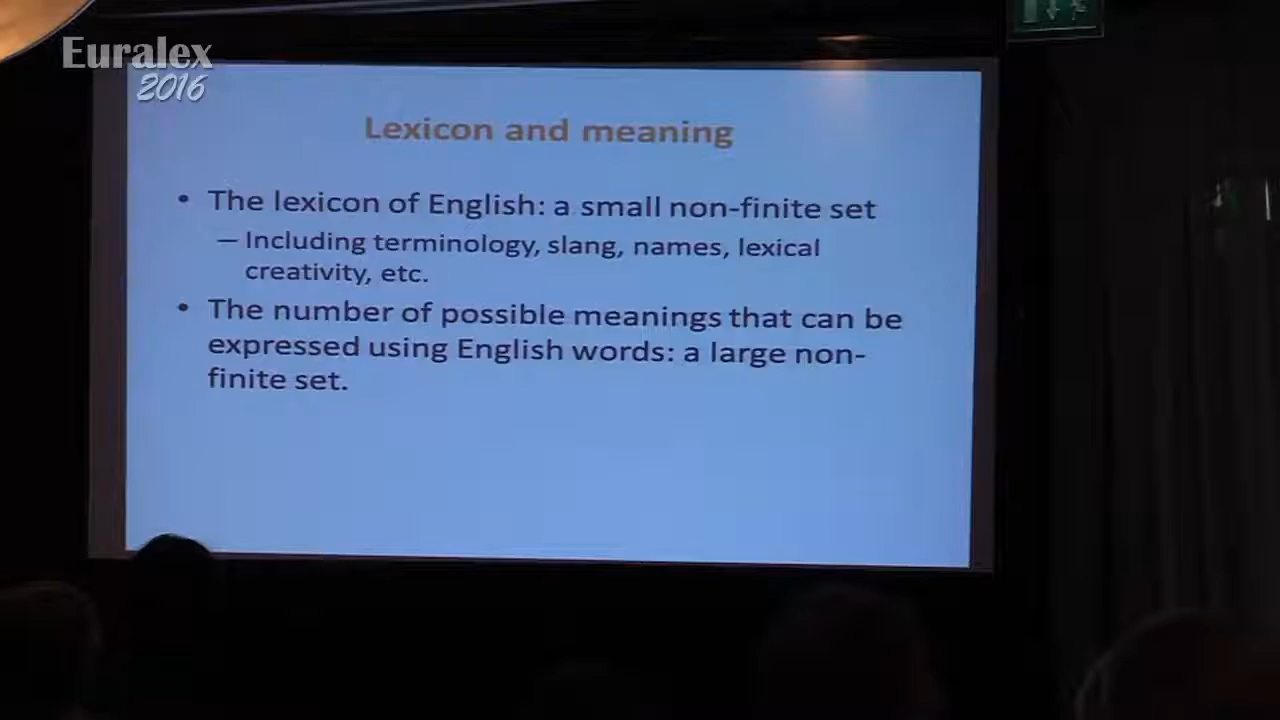 Euralex
2016
Lexicon and meaning
• The lexicon of English: a small non-finite set
– Including terminology, slang, names, lexical
creativity, etc.
• The number of possible meanings that can be
expressed using English words: a large non-
finite set.